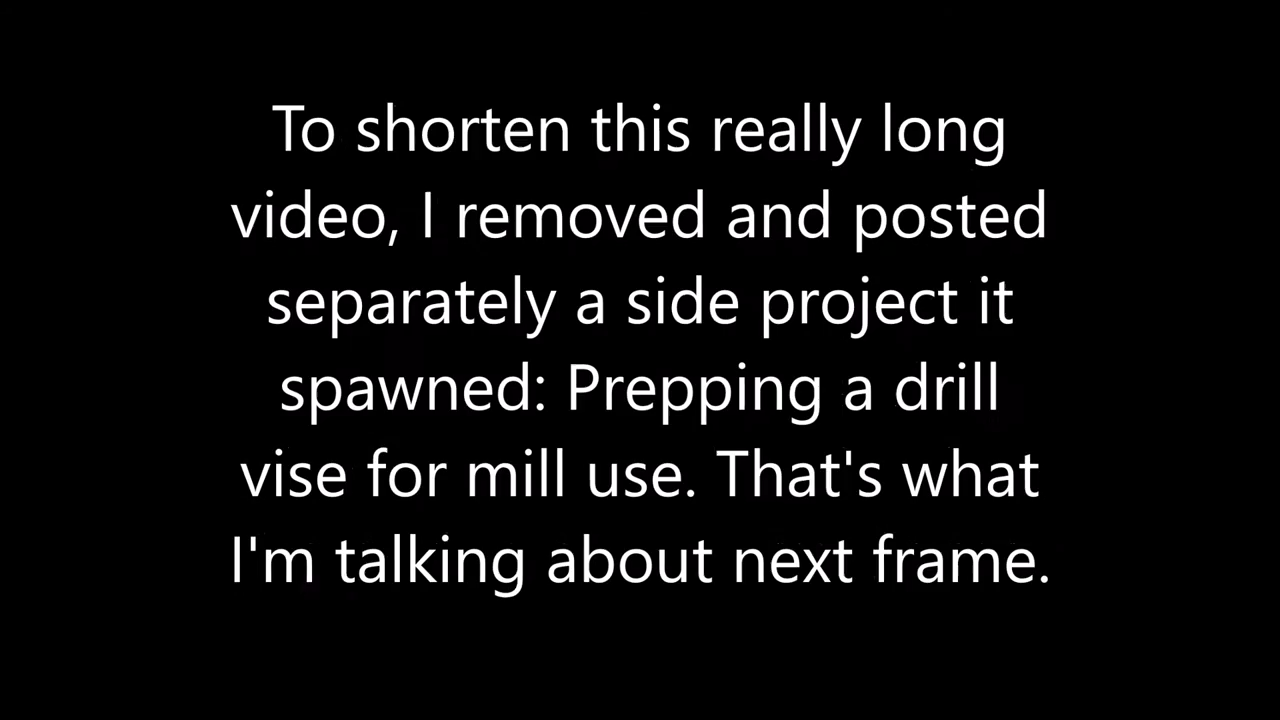 To shorten this really long
video, I removed and posted
separately a side project it
spawned: Prepping a drill
vise for mill use. That's what
I'm talking about next frame.